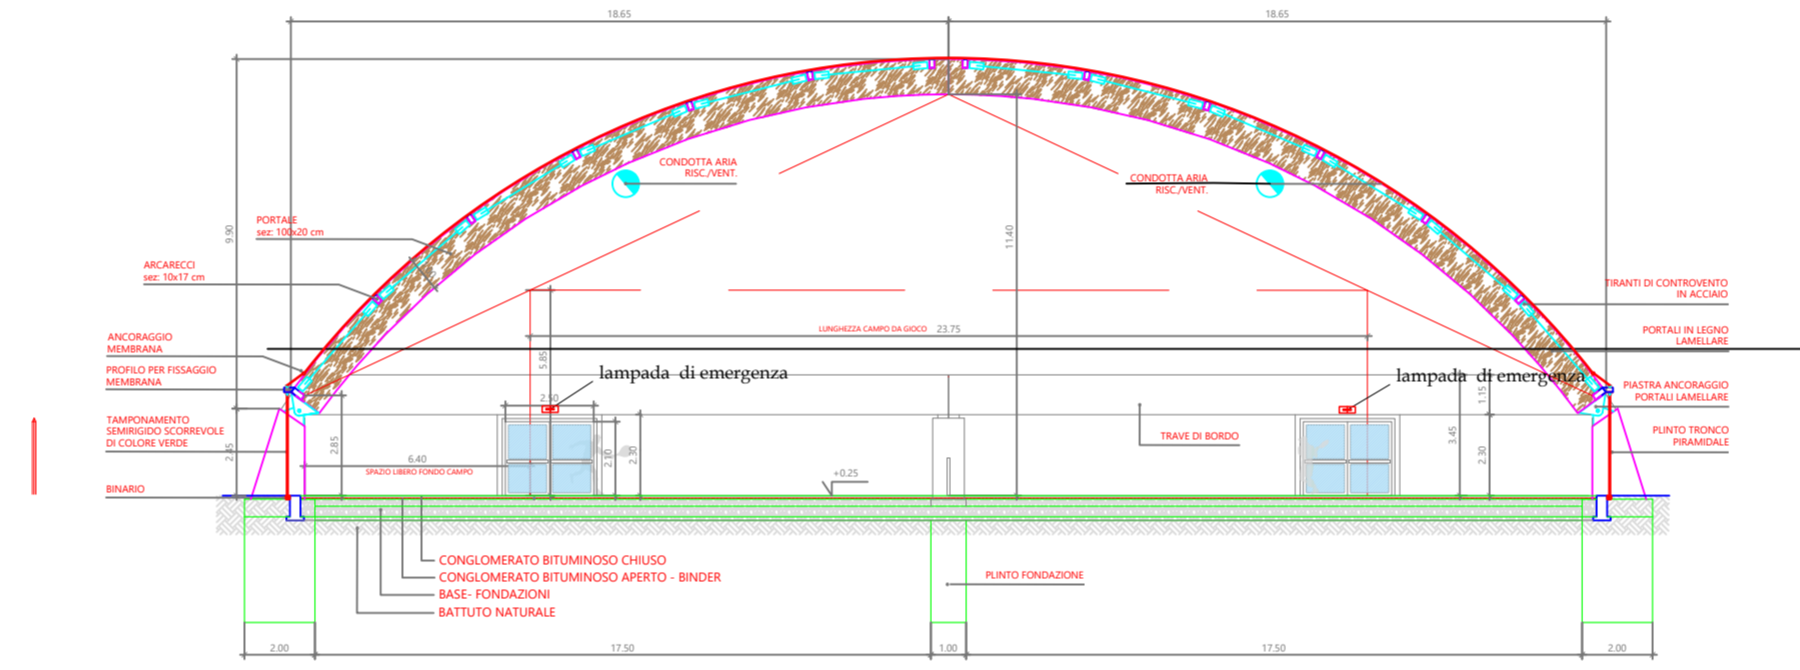 18.65
18.65
CONDOTTA ARIA
RISC./VENT.
CONDOTTA ARIA
RISC./VENT.
PORTALE
sez: 100x20 cm
9.90
11.40
ARCARECCI
sez: 10x17 cm
TIRANTI DI CONTROVENTO
IN ACCIAIO
LUNGHEZZA CAMPO DA GIOCO 23.75
ANCORAGGIO
MEMBRANA
PORTALI IN LEGNO
LAMELLARE
5.85
lampada di emergenza
lampada di emergenza
PROFILO PER FISSAGGIO
MEMBRANA
PIASTRA ANCORAGGIO
PORTALI LAMELLARE
1.15
2.50
TAMPONAMENTO
SEMIRIGIDO SCORREVOLE
DI COLORE VERDE
2.45
2.85
6.40
SPAZIO LIBERO FONDO CAMPO
2.10
2.30
TRAVE DI BORDO
3.45
2.30
PLINTO TRONCO
PIRAMIDALE
+0.25
BINARIO
CONGLOMERATO BITUMINOSO CHIUSO
CONGLOMERATO BITUMINOSO APERTO - BINDER
BASE- FONDAZIONI
BATTUTO NATURALE
PLINTO FONDAZIONE
2.00
17.50
1.00
17.50
2.00